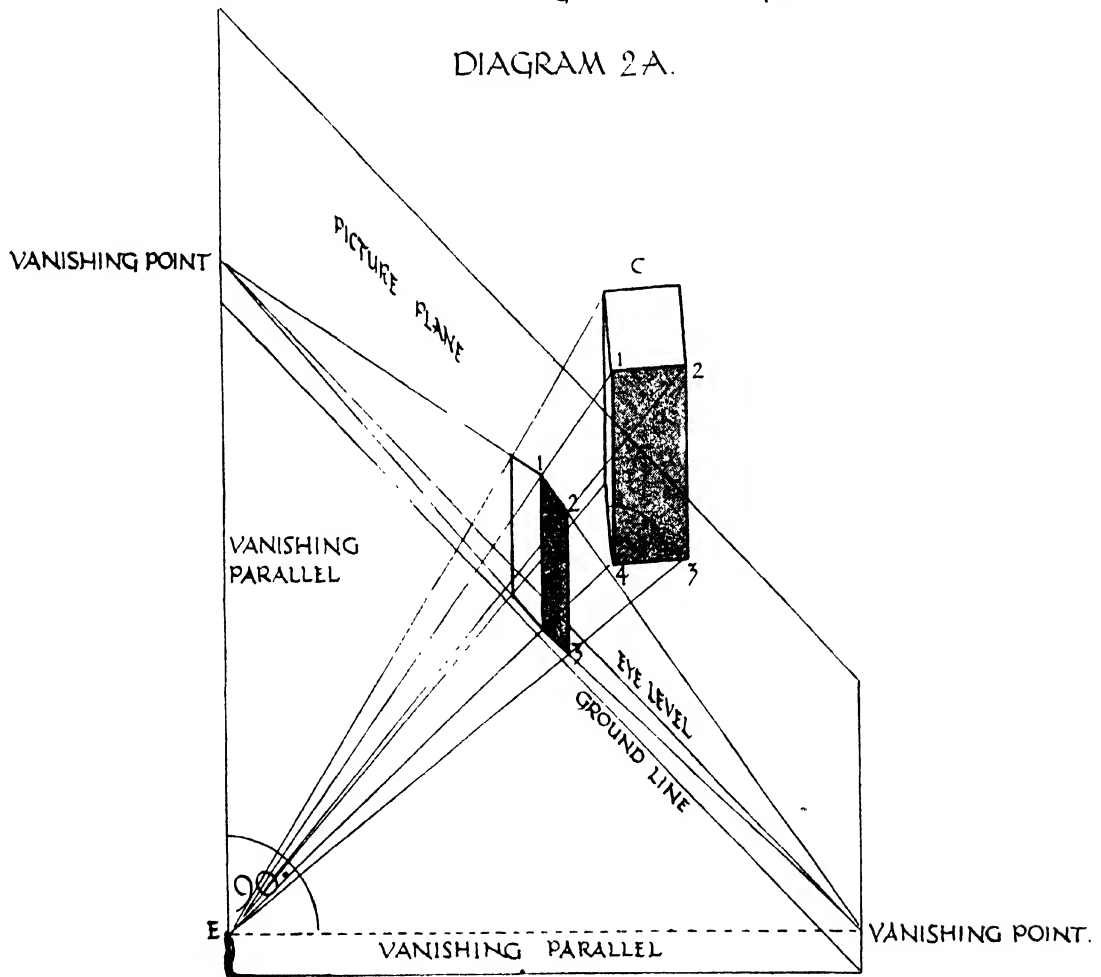 DIAGRAM 2A.
PICTURE PLANE
VANISHING POINT
C
1
2
1
2
VANISHING
PARALLEL
4
3
3
EYE LEVEL
GROUND LINE
90.
E
VANISHING POINT.
VANISHING PARALLEL